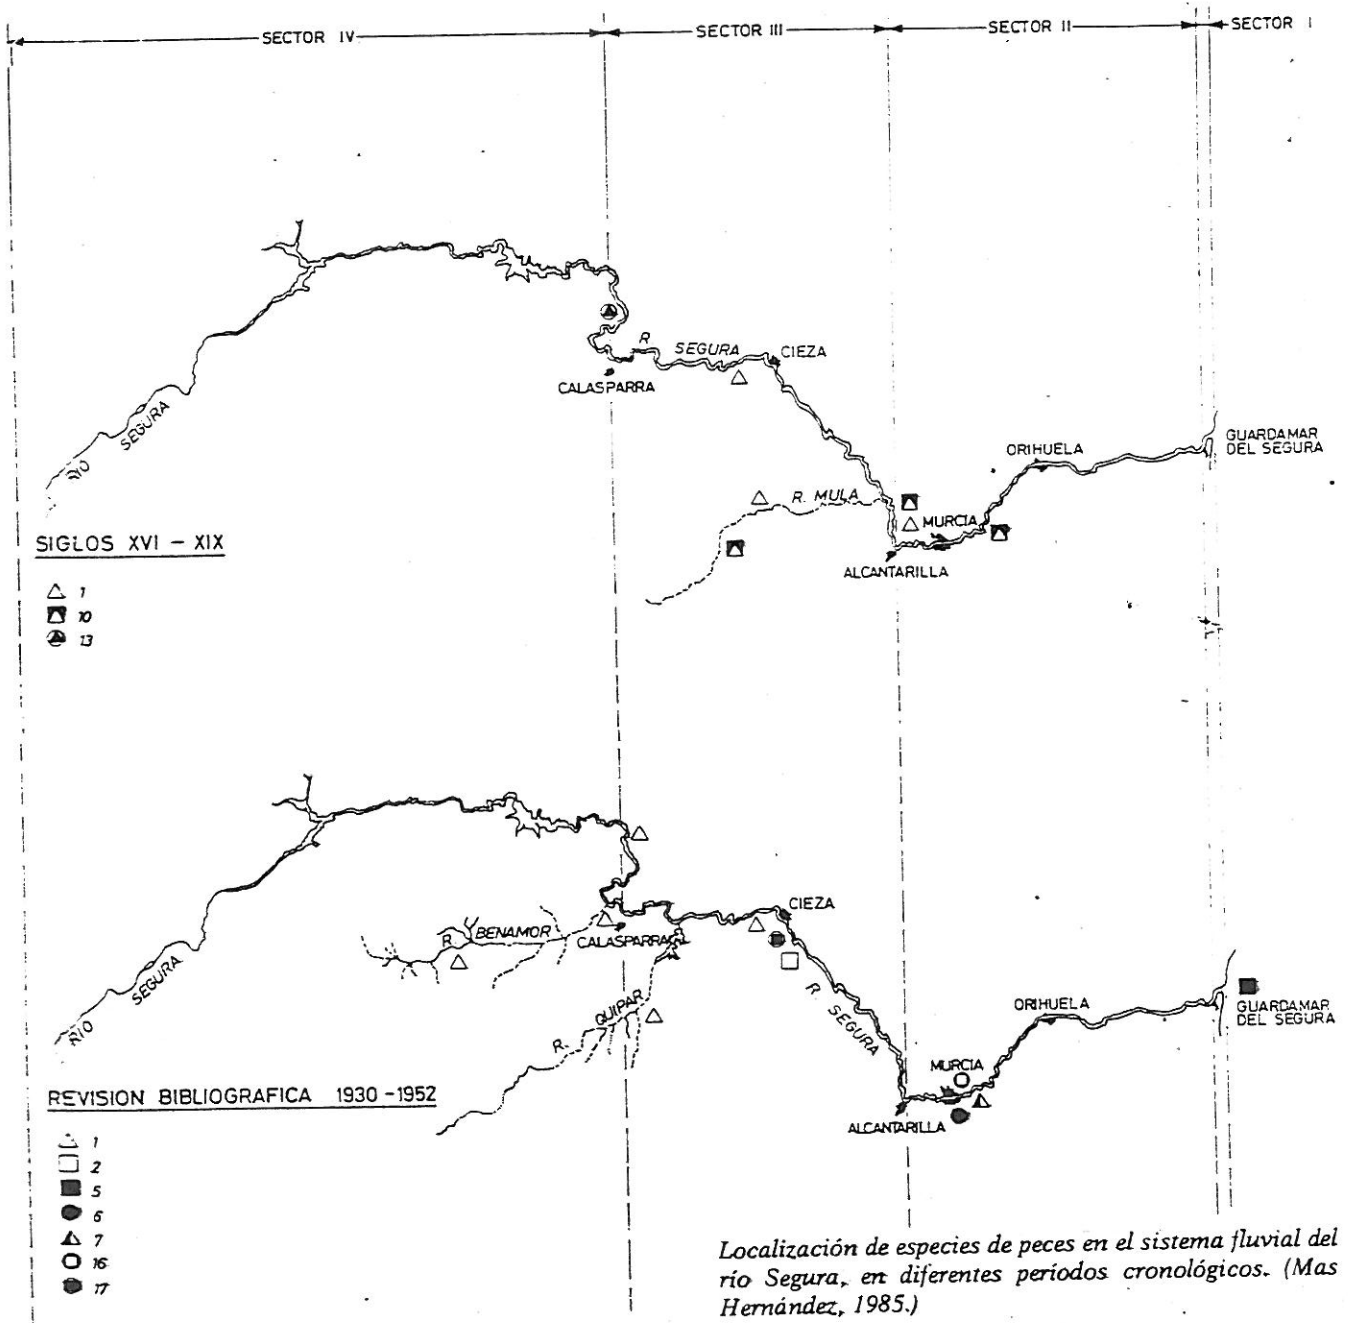 SECTOR IV
SECTOR III
SECTOR II
SECTOR I
R. SEGURA
CIEZA
CALASPARRA
RÍO SEGURA
ORIHUELA
GUARDAMAR
DEL SEGURA
R. MULA
MURCIA
ALCANTARILLA
SIGLOS XVI – XIX
1
10
13
CIEZA
R. BENAMOR
CALASPARRA
RÍO SEGURA
R. QUIPAR
R. SEGURA
ORIHUELA
GUARDAMAR
DEL SEGURA
MURCIA
ALCANTARILLA
REVISION BIBLIOGRAFICA 1930 -1952
1
2
5
6
7
16
17
Localización de especies de peces en el sistema fluvial del
río Segura, en diferentes períodos cronológicos. (Mas
Hernández, 1985.)